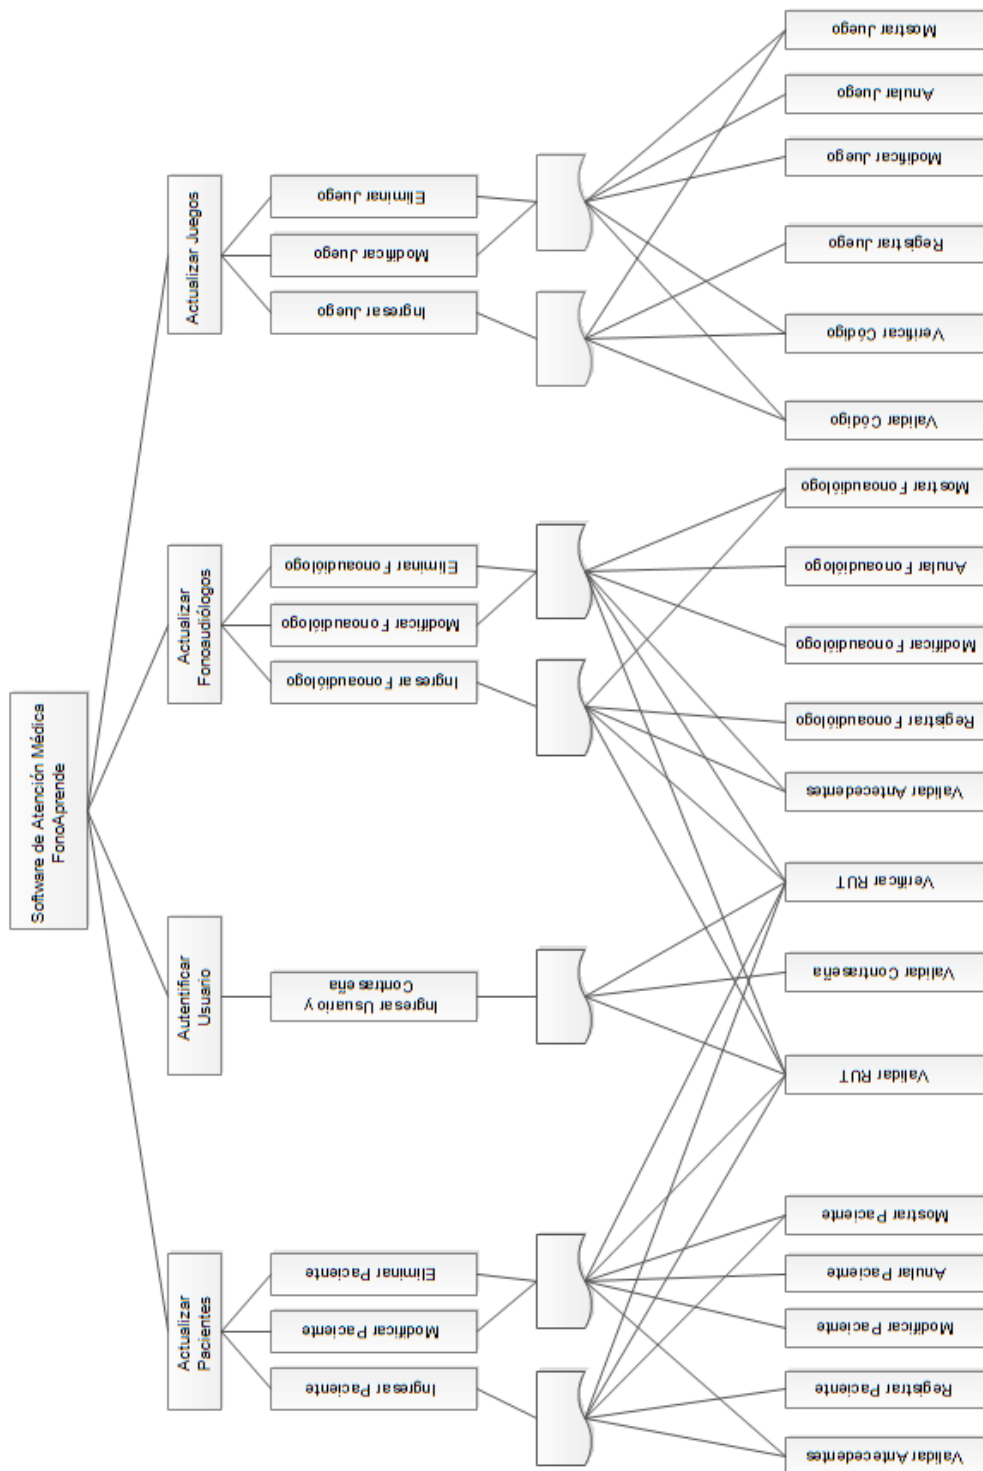 Software de Atención Médica
FonoAprende
Actualizar
Pacientes
Autentificar
Usuario
Actualizar
Fonoaudiólogos
Actualizar Juegos
Ingresar Paciente
Modificar Paciente
Eliminar Paciente
Ingresar Usuario y
Contraseña
Ingresar Fonoaudiólogo
Modificar Fonoaudiólogo
Eliminar Fonoaudiólogo
Ingresar Juego
Modificar Juego
Eliminar Juego
Validar Antecedentes
Registrar Paciente
Modificar Paciente
Anular Paciente
Mostrar Paciente
Validar RUT
Validar Contraseña
Verificar RUT
Validar Antecedentes
Registrar Fonoaudiólogo
Modificar Fonoaudiólogo
Anular Fonoaudiólogo
Mostrar Fonoaudiólogo
Validar Código
Verificar Código
Registrar Juego
Modificar Juego
Anular Juego
Mostrar Juego